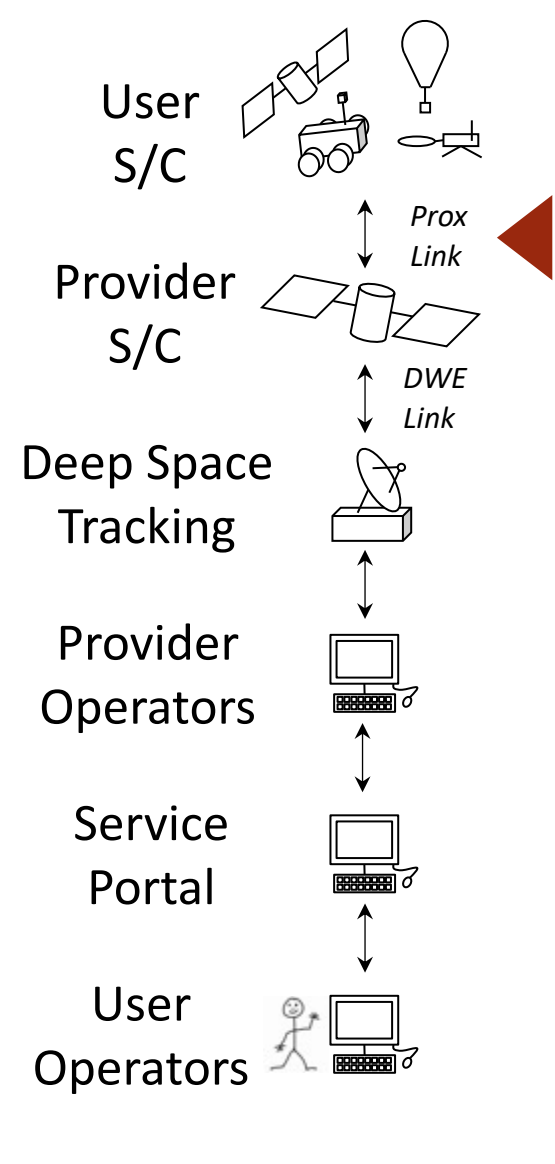 User
S/C
Prox
Link
Provider
S/C
DWE
Link
Deep Space
Tracking
Provider
Operators
Service
Portal
User
Operators